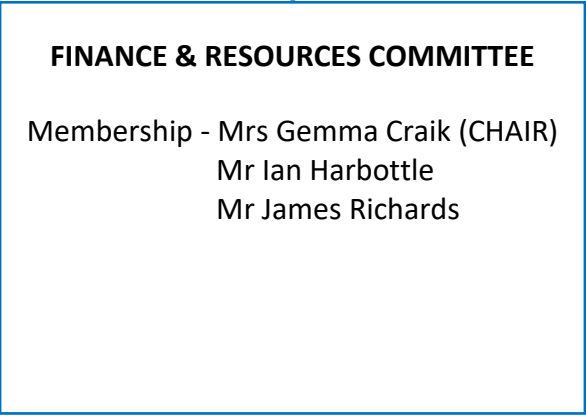 FINANCE & RESOURCES COMMITTEE
Membership - Mrs Gemma Craik (CHAIR)
Mr Ian Harbottle
Mr James Richards